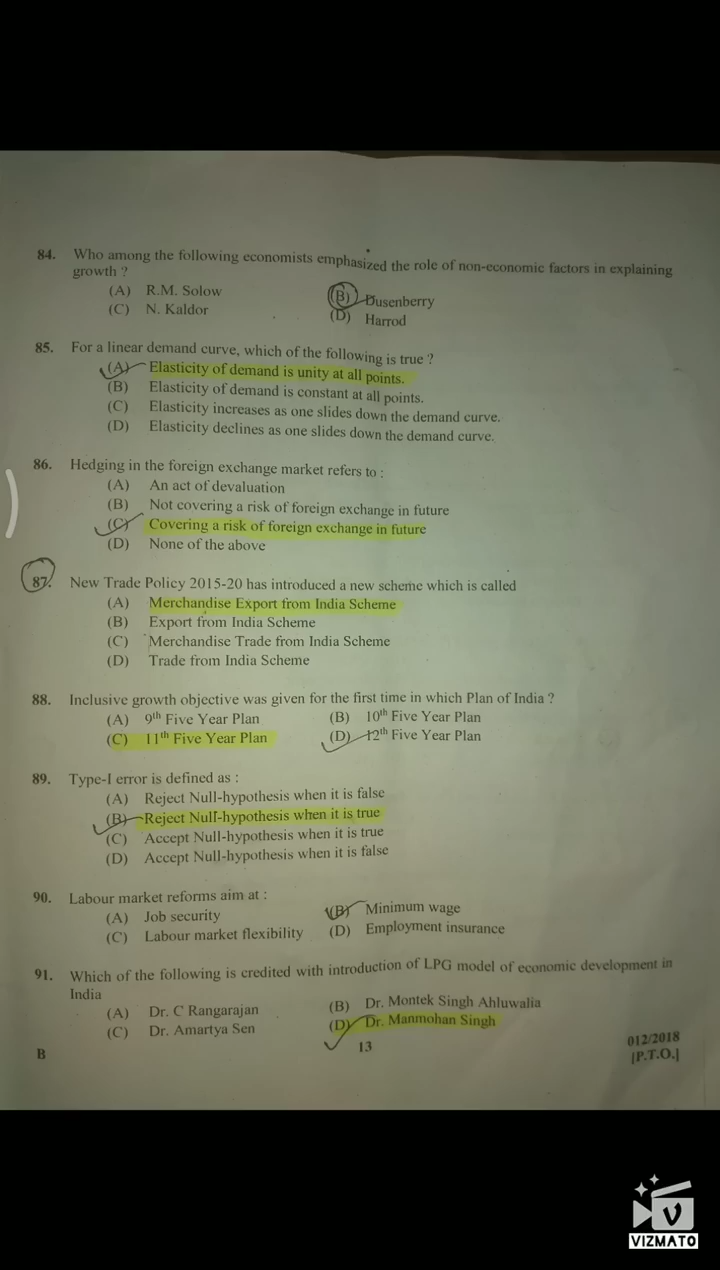 84. Who among the following economists emphasized the role of non-economic factors in explaining
growth ?
(A) R.M. Solow (B) Dusenberry
(C) N. Kaldor (D) Harrod
85. For a linear demand curve, which of the following is true ?
(A) Elasticity of demand is unity at all points.
(B) Elasticity of demand is constant at all points.
(C) Elasticity increases as one slides down the demand curve.
(D) Elasticity declines as one slides down the demand curve.
86. Hedging in the foreign exchange market refers to :
(A) An act of devaluation
(B) Not covering a risk of foreign exchange in future
(C) Covering a risk of foreign exchange in future
(D) None of the above
87. New Trade Policy 2015-20 has introduced a new scheme which is called
(A) Merchandise Export from India Scheme
(B) Export from India Scheme
(C) Merchandise Trade from India Scheme
(D) Trade from India Scheme
88. Inclusive growth objective was given for the first time in which Plan of India ?
(A) 9th Five Year Plan (B) 10th Five Year Plan
(C) 11th Five Year Plan (D) 12th Five Year Plan
89. Type-I error is defined as :
(A) Reject Null-hypothesis when it is false
(B) Reject Null-hypothesis when it is true
(C) Accept Null-hypothesis when it is true
(D) Accept Null-hypothesis when it is false
90. Labour market reforms aim at :
(A) Job security (B) Minimum wage
(C) Labour market flexibility (D) Employment insurance
91. Which of the following is credited with introduction of LPG model of economic development in
India
(A) Dr. C Rangarajan (B) Dr. Montek Singh Ahluwalia
(C) Dr. Amartya Sen (D) Dr. Manmohan Singh
B 13 012/2018
[P.T.O.]
VIZMATO